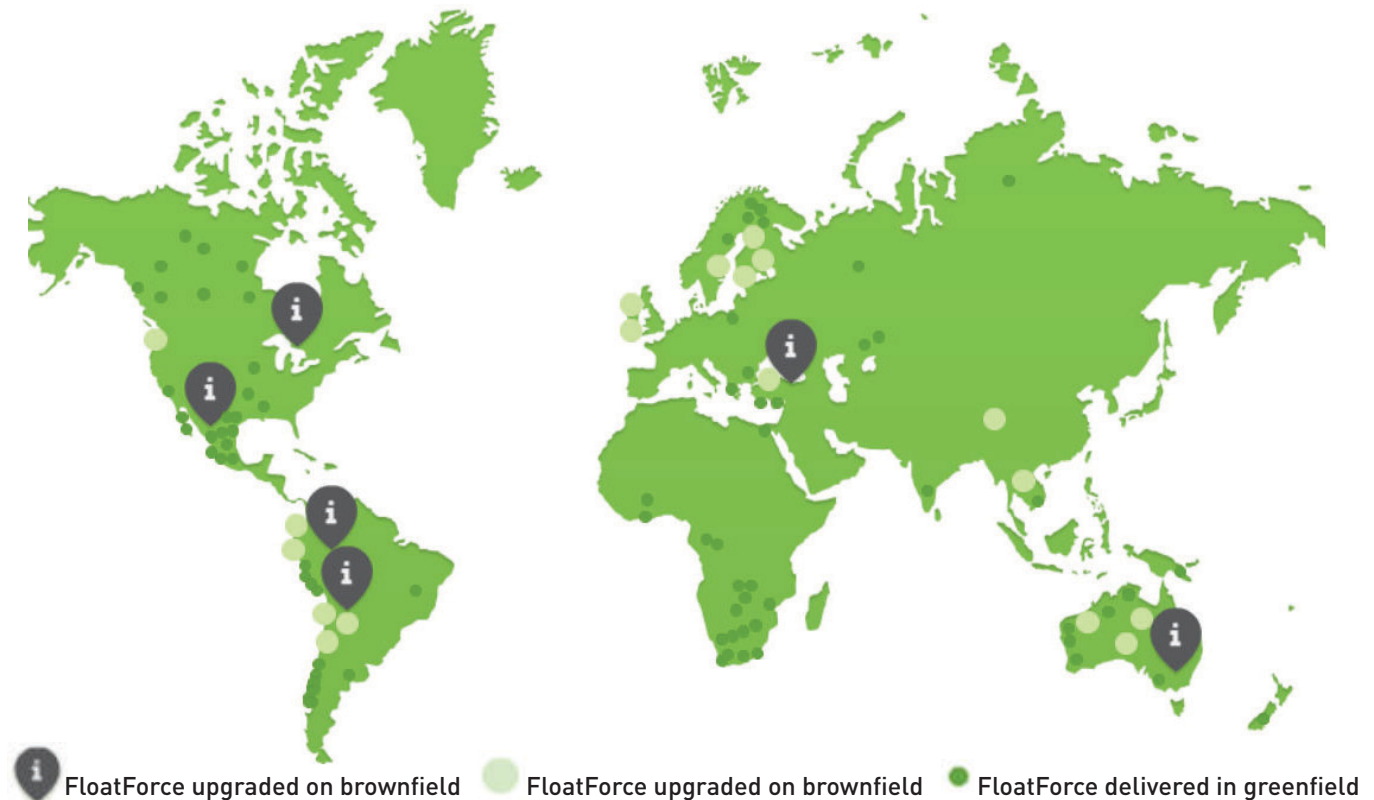 i
i
i
i
i
i
i FloatForce upgraded on brownfield FloatForce upgraded on brownfield FloatForce delivered in greenfield